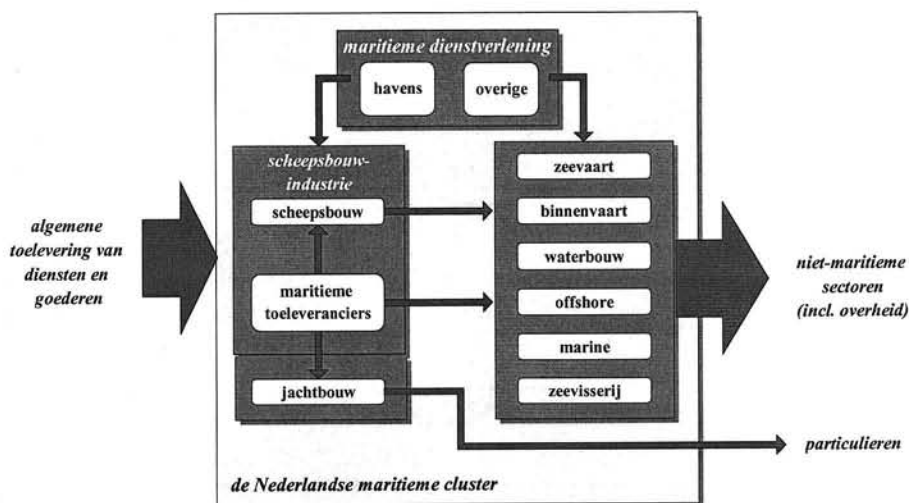 maritieme dienstverlening
havens
overige
scheepsbouw-
industrie
scheepsbouw
maritieme
toeleveranciers
jachtbouw
zeevaart
binnenvaart
waterbouw
offshore
marine
zeevisserij
algemene
toelevering van
diensten en
goederen
niet-maritieme
sectoren
(incl. overheid)
particulieren
de Nederlandse maritieme cluster